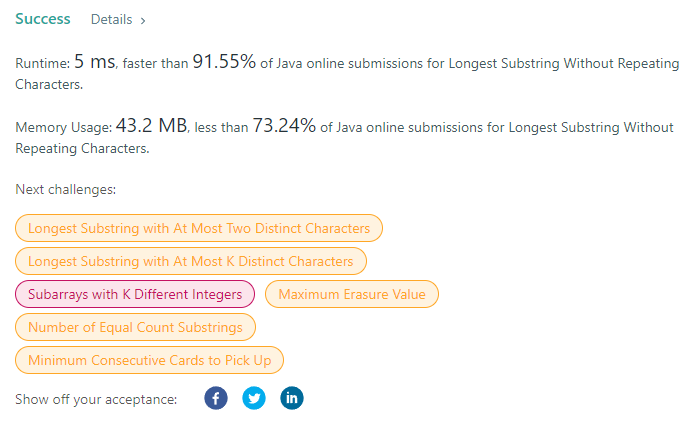 Success Details >
Runtime: 5 ms, faster than 91.55% of Java online submissions for Longest Substring Without Repeating
Characters.
Memory Usage: 43.2 MB, less than 73.24% of Java online submissions for Longest Substring Without
Repeating Characters.
Next challenges:
Longest Substring with At Most Two Distinct Characters
Longest Substring with At Most K Distinct Characters
Subarrays with K Different Integers Maximum Erasure Value
Number of Equal Count Substrings
Minimum Consecutive Cards to Pick Up
Show off your acceptance: f in